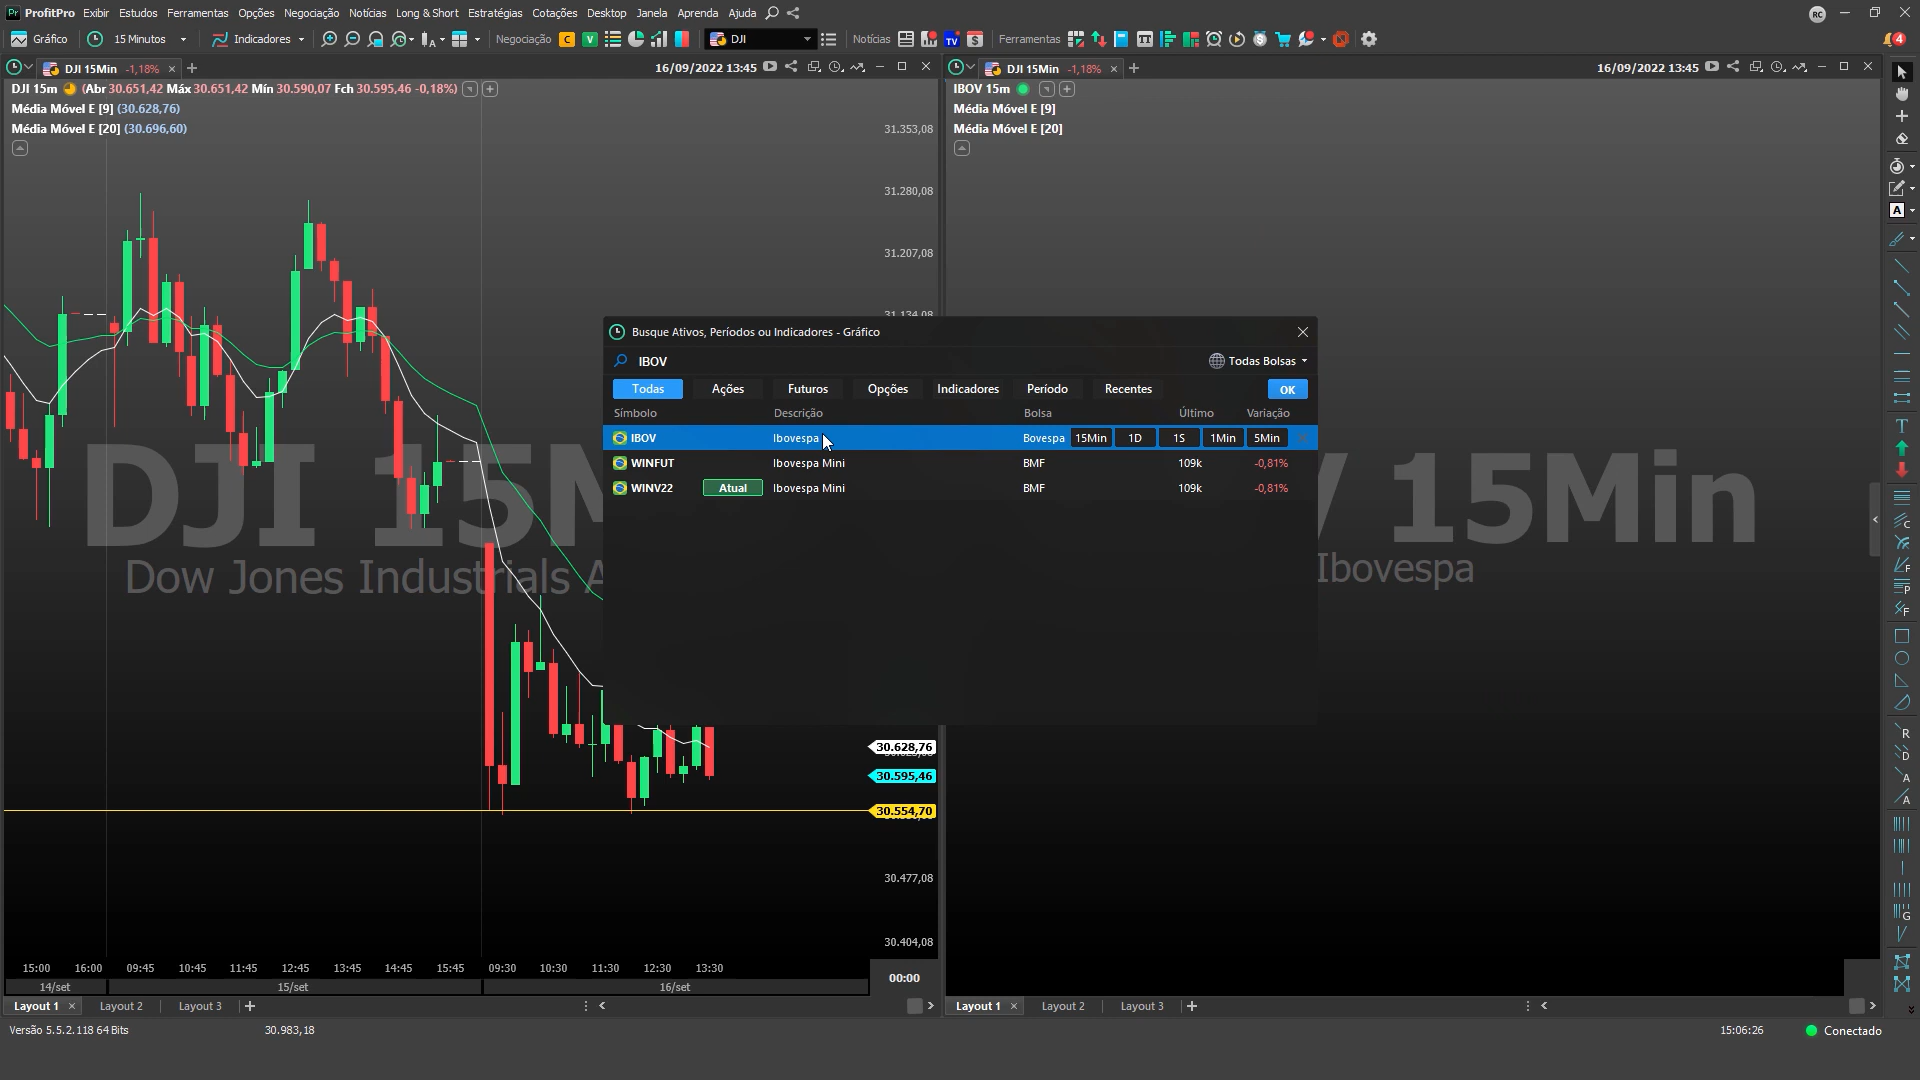 ProfitPro Exibir Estudos Ferramentas Opções Negociação Notícias Long & Short Estratégias Cotações Desktop Janela Aprenda Ajuda RC
Gráfico 15 Minutos Indicadores Negociação C V DJI Notícias Ferramentas 4
DJI 15Min -1,18% 16/09/2022 13:45
DJI 15Min -1,18% 16/09/2022 13:45
DJI 15m (Abr 30.651,42 Máx 30.651,42 Mín 30.590,07 Fch 30.595,46 -0,18%)
Média Móvel E [9] (30.628,76)
Média Móvel E [20] (30.696,60)
IBOV 15m
Média Móvel E [9]
Média Móvel E [20]
31.353,08
31.280,08
31.207,08
31.134,08
Busque Ativos, Períodos ou Indicadores - Gráfico
IBOV Todas Bolsas
Todas Ações Futuros Opções Indicadores Período Recentes OK
Símbolo Descrição Bolsa Último Variação
IBOV Ibovespa Bovespa 15Min 1D 1S 1Min 5Min
WINFUT Ibovespa Mini BMF 109k -0,81%
WINV22 Atual Ibovespa Mini BMF 109k -0,81%
DJI 15M
Dow Jones Industrials A
V 15Min
Ibovespa
30.628,76
30.595,46
30.554,70
30.477,08
30.404,08
15:00 16:00 09:45 10:45 11:45 12:45 13:45 14:45 15:45 09:30 10:30 11:30 12:30 13:30
14/set 15/set 16/set
00:00
Layout 1 Layout 2 Layout 3
Layout 1 Layout 2 Layout 3
Versão 5.5.2.118 64 Bits 30.983,18 15:06:26 Conectado